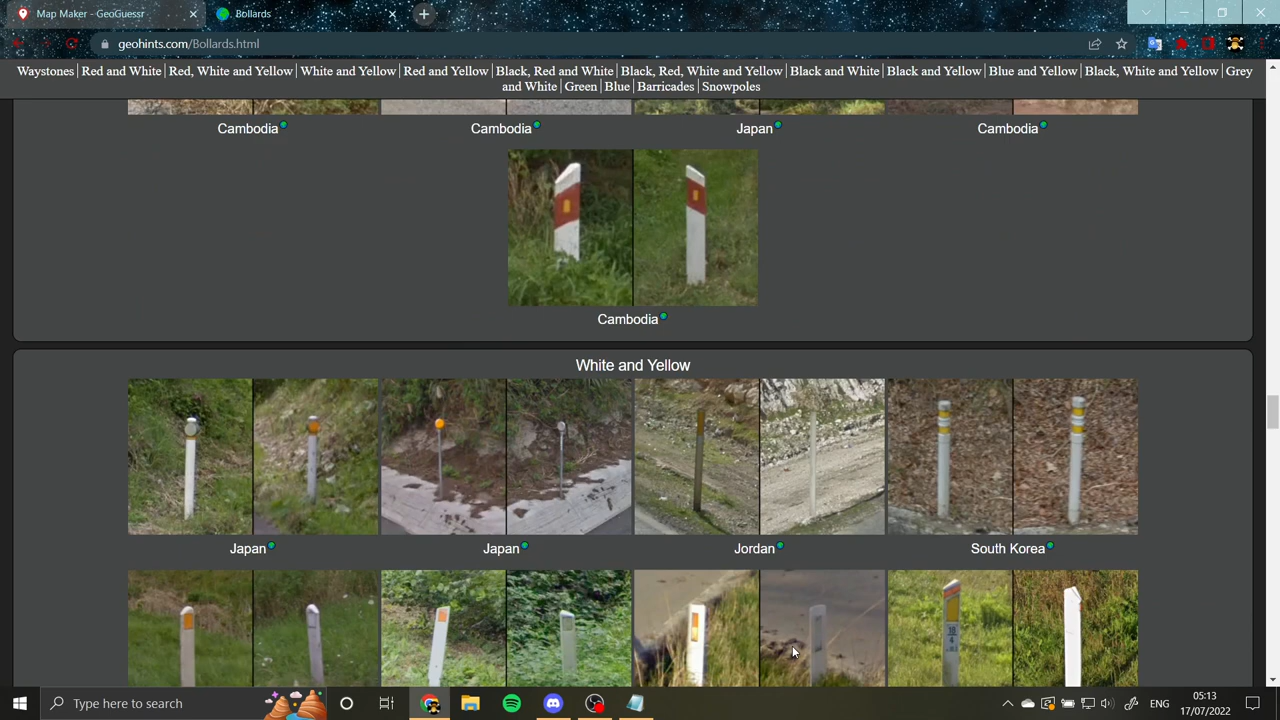 Map Maker - GeoGuessr
Bollards
geohints.com/Bollards.html
Waystones | Red and White | Red, White and Yellow | White and Yellow | Red and Yellow | Black, Red and White | Black, Red, White and Yellow | Black and White | Black and Yellow | Blue and Yellow | Black, White and Yellow | Grey
and White | Green | Blue | Barricades | Snowpoles
Cambodia Cambodia Japan Cambodia
Cambodia
White and Yellow
Japan Japan Jordan South Korea
Type here to search
ENG
05:13
17/07/2022